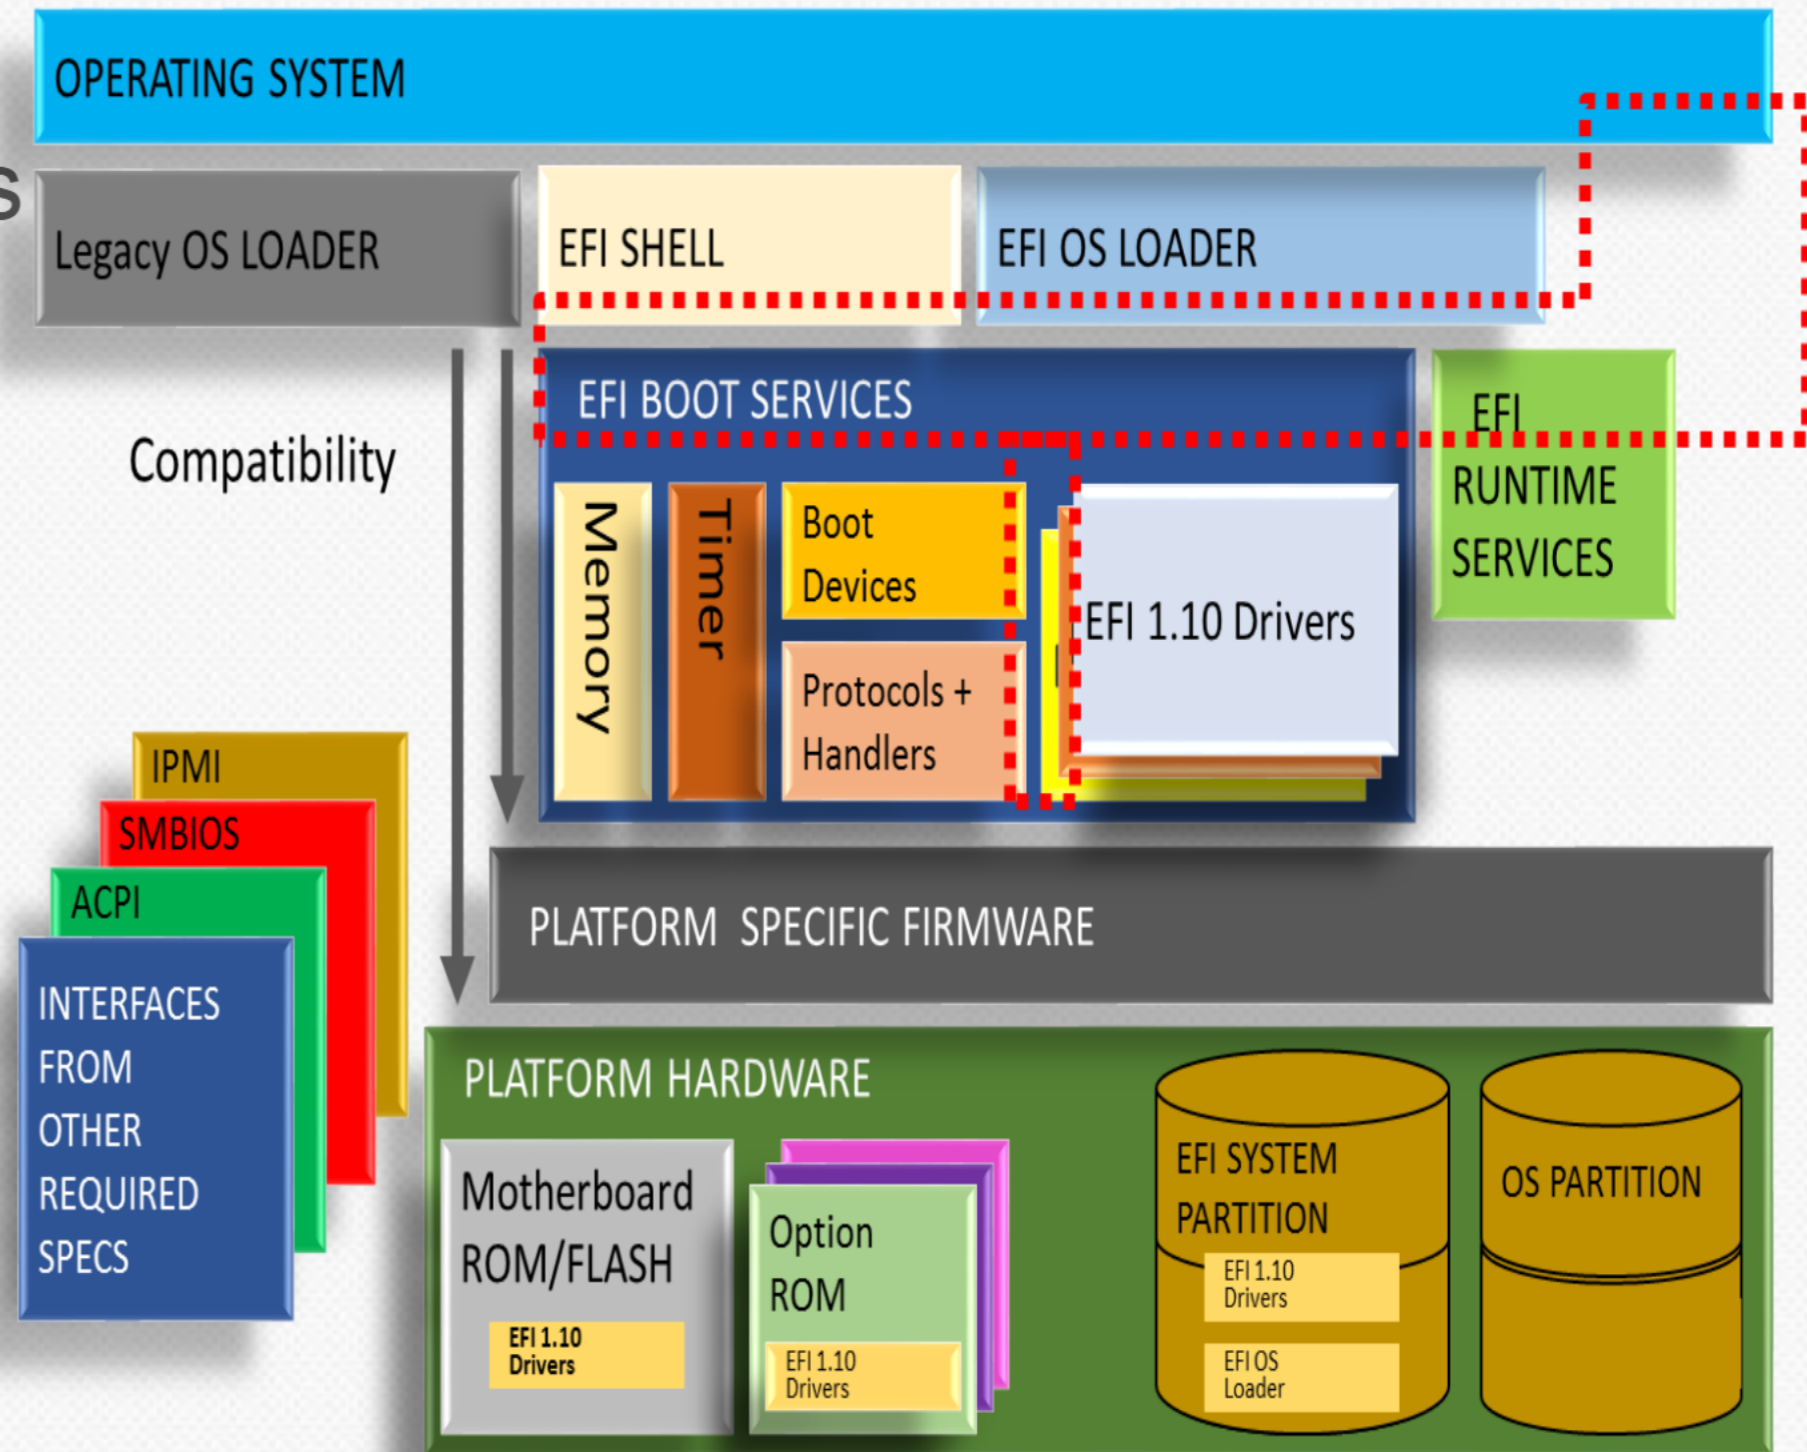 OPERATING SYSTEM
s
Legacy OS LOADER
EFI SHELL
EFI OS LOADER
EFI BOOT SERVICES
EFI
RUNTIME
SERVICES
Compatibility
Memory
Timer
Boot
Devices
Protocols +
Handlers
EFI 1.10 Drivers
IPMI
SMBIOS
ACPI
INTERFACES
FROM
OTHER
REQUIRED
SPECS
PLATFORM SPECIFIC FIRMWARE
PLATFORM HARDWARE
Motherboard
ROM/FLASH
EFI 1.10
Drivers
Option
ROM
EFI 1.10
Drivers
EFI SYSTEM
PARTITION
EFI 1.10
Drivers
EFI OS
Loader
OS PARTITION